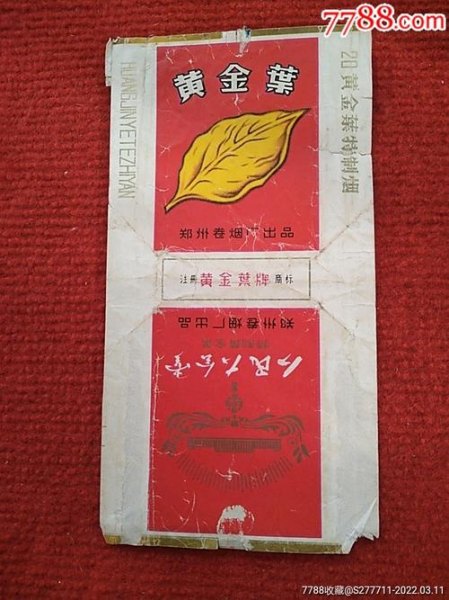 7788.com
黄金葉
郑州卷烟厂出品
HUANGJINYETEZHIYAN
20黄金葉特制烟
注册 黄金葉牌 商标
郑州卷烟厂出品
人民大会堂
7788收藏@S277711-2022.03.11